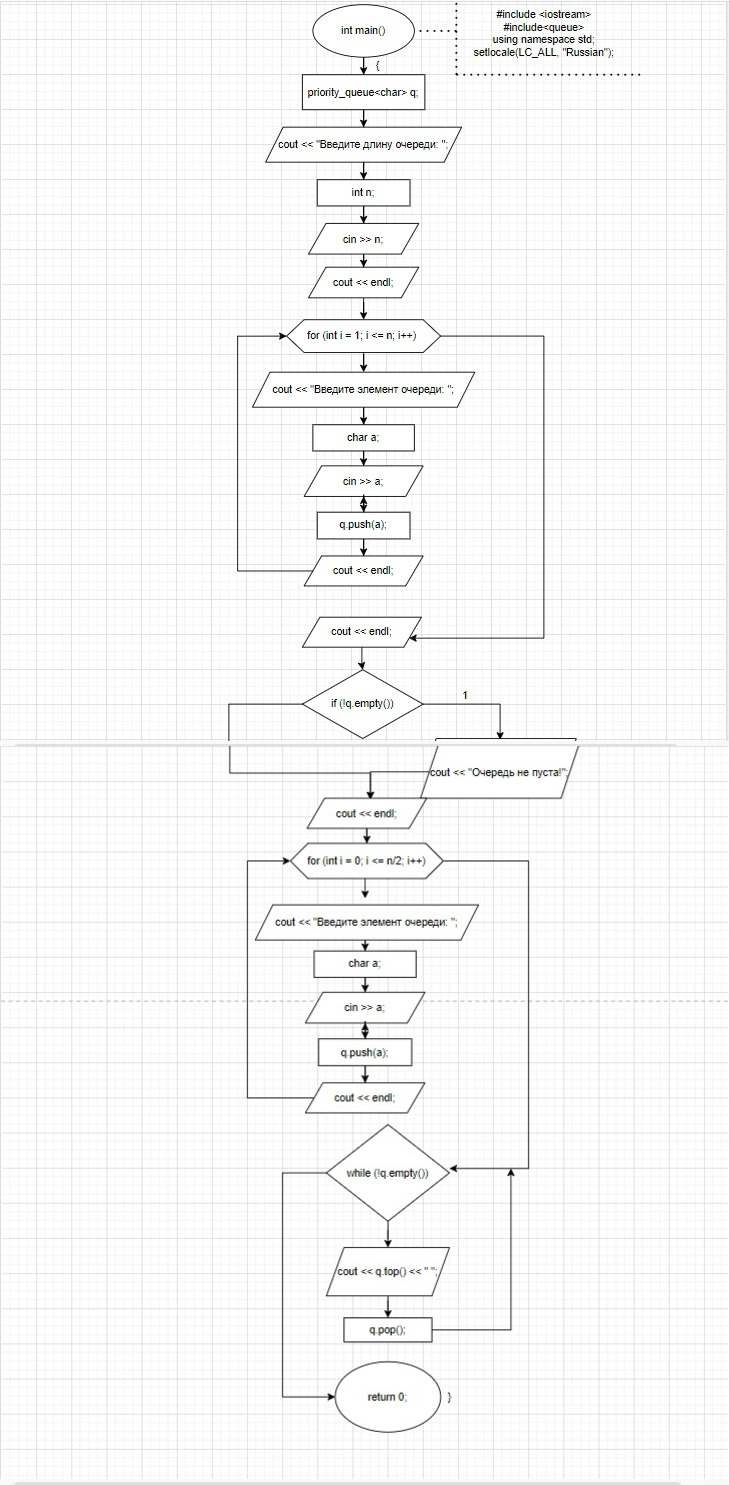 int main()
#include <iostream>
#include<queue>
using namespace std;
setlocale(LC_ALL, "Russian");
{
priority_queue<char> q;
cout << "Введите длину очереди: ";
int n;
cin >> n;
cout << endl;
for (int i = 1; i <= n; i++)
cout << "Введите элемент очереди: ";
char a;
cin >> a;
q.push(a);
cout << endl;
cout << endl;
if (!q.empty())
1
cout << "Очередь не пуста!";
cout << endl;
for (int i = 0; i <= n/2; i++)
cout << "Введите элемент очереди: ";
char a;
cin >> a;
q.push(a);
cout << endl;
while (!q.empty())
cout << q.top() << " ";
q.pop();
return 0;
}